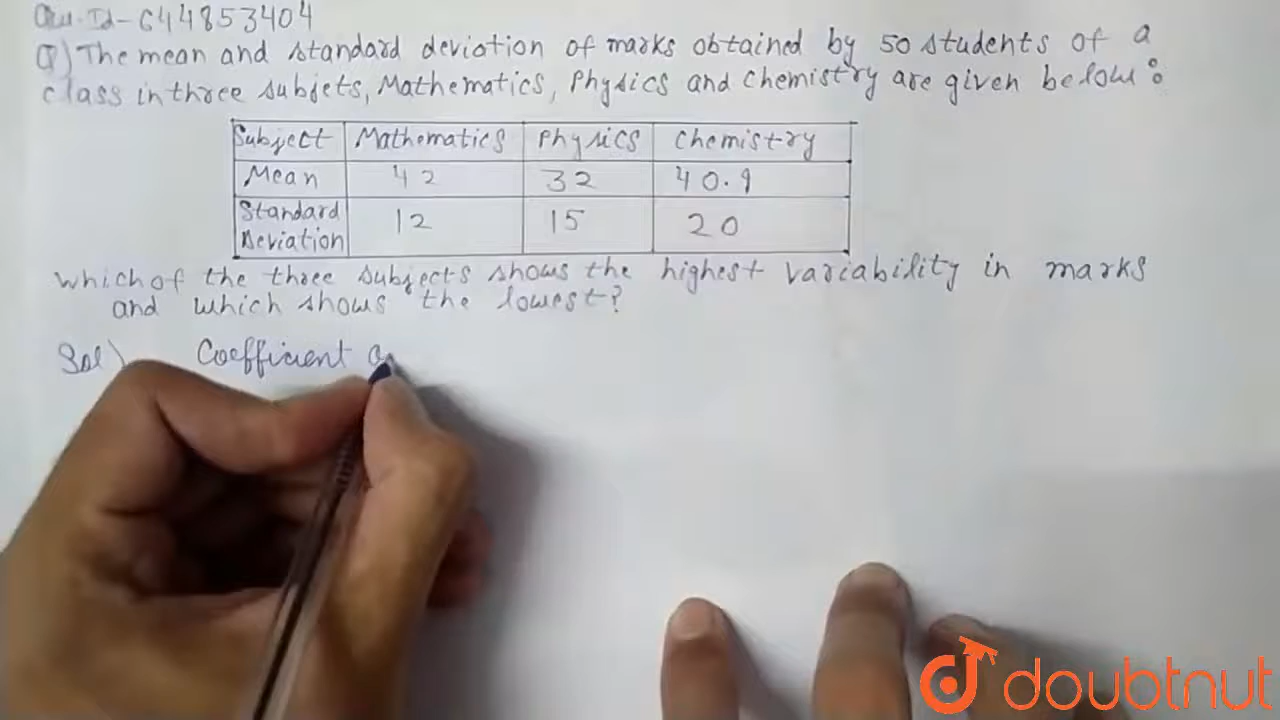 Que.Id-644853404
Q) The mean and standard deviation of marks obtained by 50 students of a
class in three subjets, Mathematics, Physics and Chemistry are given below:
Subject Mathematics Physics Chemistry
Mean 42 32 40.9
Standard Deviation 12 15 20
which of the three subjects shows the highest variability in marks
and which shows the lowest?
Sol) Coefficient o
doubtnut